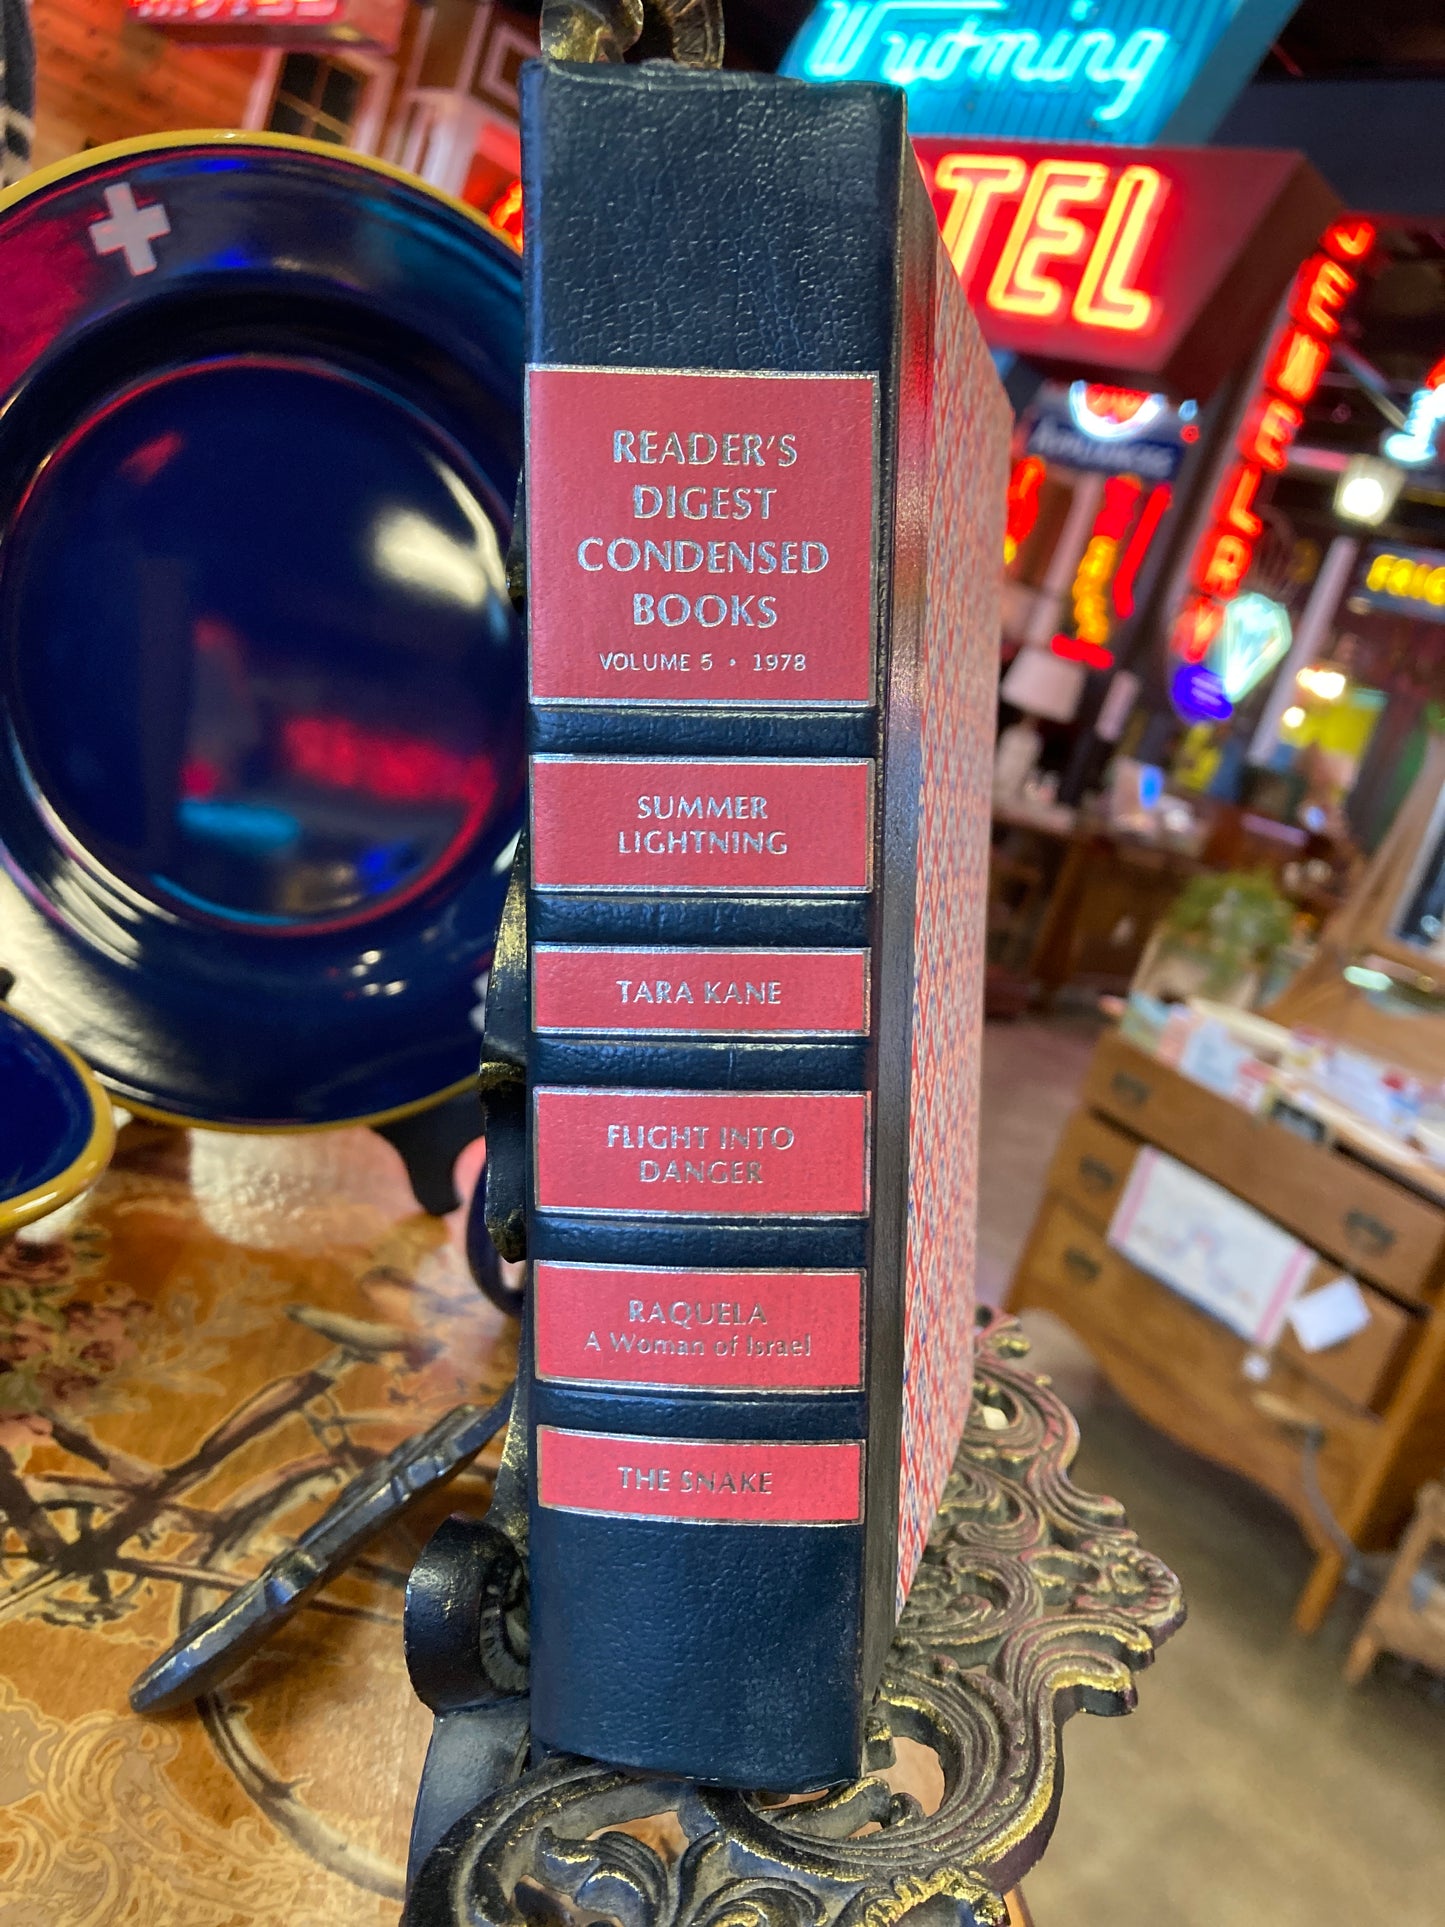 Wyoming
TEL
JEWELRY
READER'S
DIGEST
CONDENSED
BOOKS
VOLUME 5 • 1978
SUMMER
LIGHTNING
TARA KANE
FLIGHT INTO
DANGER
RAQUELA
A Woman of Israel
THE SNAKE